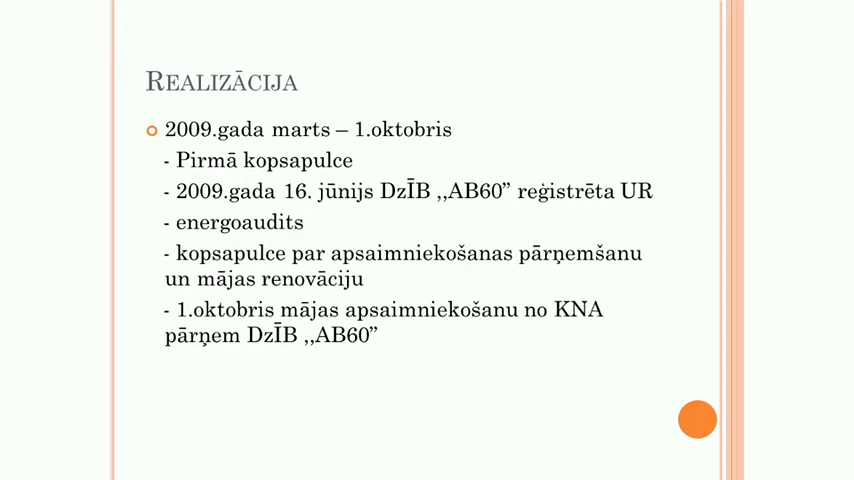 Realizācija
2009.gada marts – 1.oktobris
- Pirmā kopsapulce
- 2009.gada 16. jūnijs DzĪB ,,AB60” reģistrēta UR
- energoaudits
- kopsapulce par apsaimniekošanas pārņemšanu
un mājas renovāciju
- 1.oktobris mājas apsaimniekošanu no KNA
pārņem DzĪB ,,AB60”